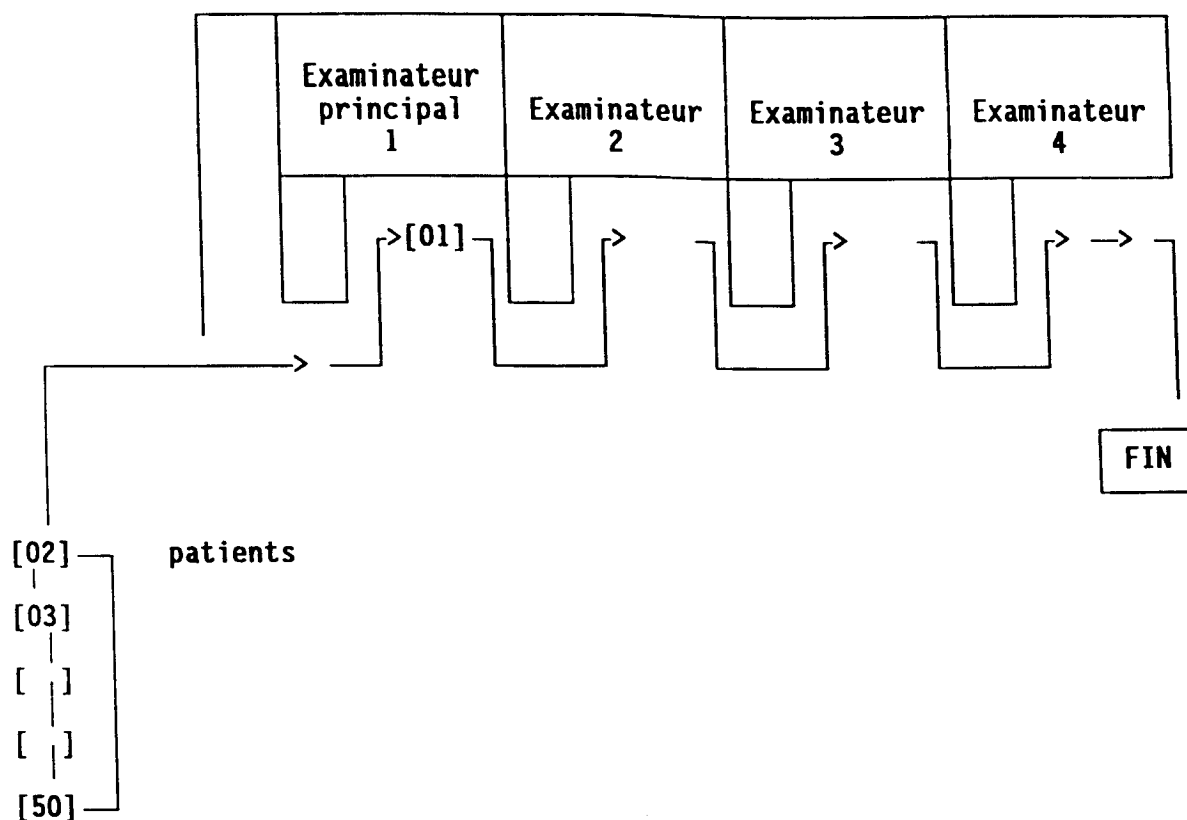 Examinateur
principal
1
Examinateur
2
Examinateur
3
Examinateur
4
>[01]
FIN
[02]
patients
[03]
[ ]
[ ]
[50]